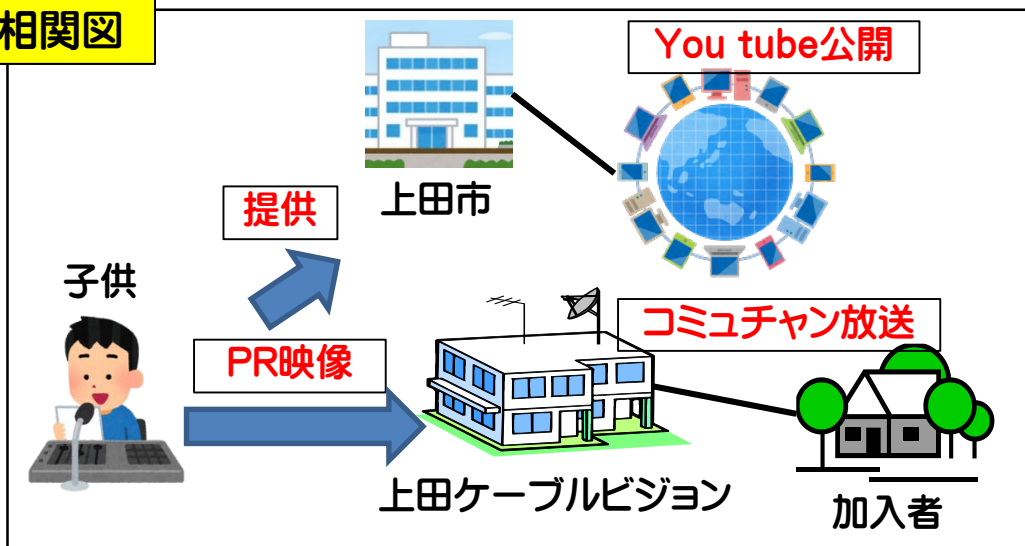 相関図
You tube公開
上田市
提供
子供
コミュチャン放送
PR映像
上田ケーブルビジョン
加入者